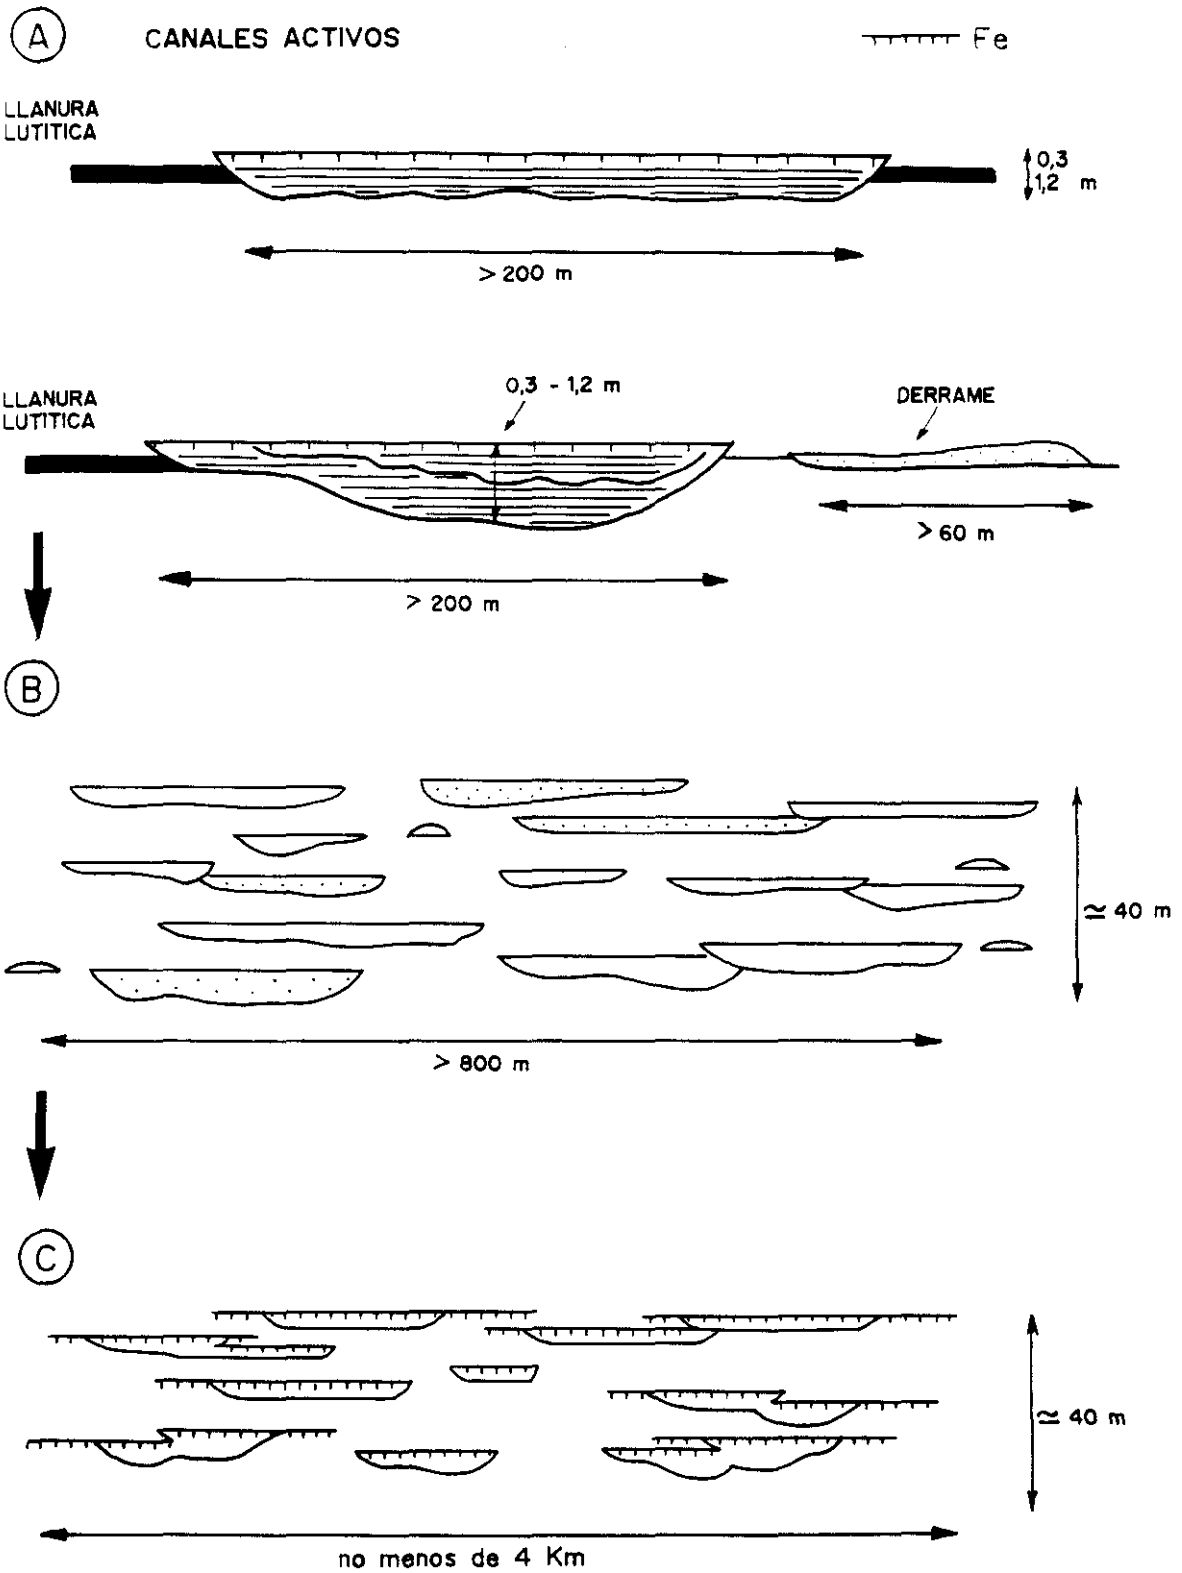 A
CANALES ACTIVOS
Fe
LLANURA
LUTITICA
0,3
1,2 m
> 200 m
LLANURA
LUTITICA
0,3 - 1,2 m
DERRAME
> 60 m
> 200 m
B
≃ 40 m
> 800 m
C
≃ 40 m
no menos de 4 Km